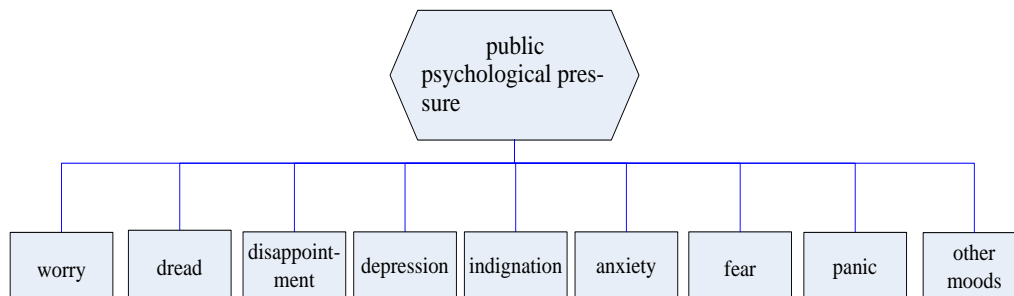 public
psychological pres-
sure
worry
dread
disappoint-
ment
depression
indignation
anxiety
fear
panic
other
moods